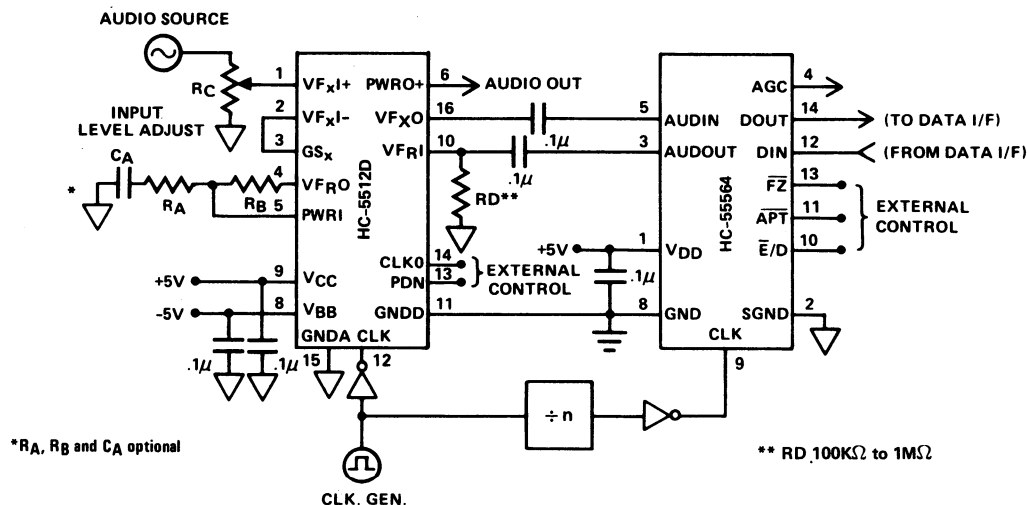 AUDIO SOURCE
RC
INPUT
LEVEL ADJUST
CA
*
RA
RB
1
2
3
4
5
9
8
+5V
-5V
.1μ
.1μ
VFxI+
VFxI-
GSx
VFRO
PWRI
VCC
VBB
GNDA
CLK
15
12
HC-5512D
PWRO+
VFXO
VFRI
CLK0
PDN
GNDD
6
16
10
14
13
11
AUDIO OUT
.1μ
.1μ
RD**
EXTERNAL
CONTROL
+5V
.1μ
5
3
1
8
AUDIN
AUDOUT
VDD
GND
HC-55564
AGC
DOUT
DIN
F̅Z̅
A̅P̅T̅
E̅/D
SGND
CLK
4
14
12
13
11
10
2
9
(TO DATA I/F)
(FROM DATA I/F)
EXTERNAL
CONTROL
÷n
CLK. GEN.
*RA, RB and CA optional
** RD 100KΩ to 1MΩ